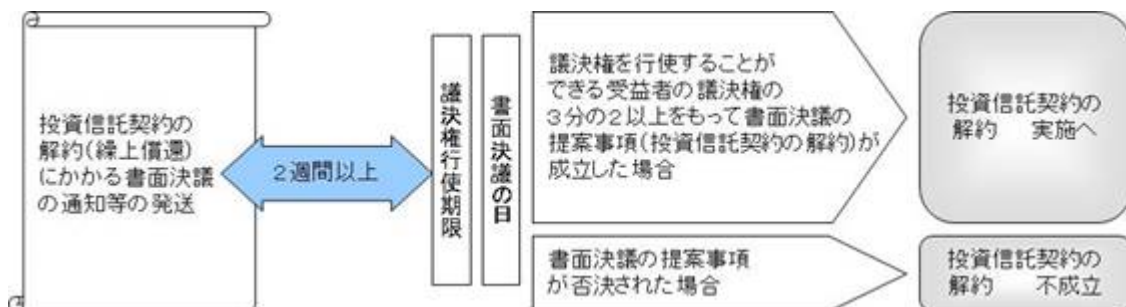 投資信託契約の
解約(繰上償還)
にかかる書面決議
の通知等の発送
2週間以上
議決権行使期限
書面決議の日
議決権を行使することが
できる受益者の議決権の
3分の2以上をもって書面決議の
提案事項(投資信託契約の解約)が
成立した場合
投資信託契約の
解約 実施へ
書面決議の提案事項
が否決された場合
投資信託契約の
解約 不成立